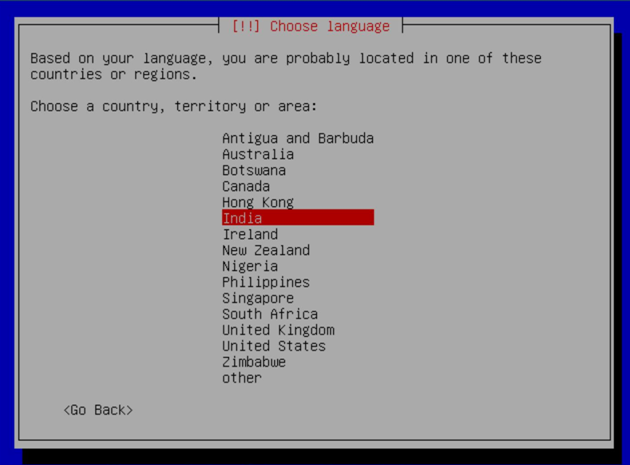 [!!] Choose language
Based on your language, you are probably located in one of these
countries or regions.
Choose a country, territory or area:
Antigua and Barbuda
Australia
Botswana
Canada
Hong Kong
India
Ireland
New Zealand
Nigeria
Philippines
Singapore
South Africa
United Kingdom
United States
Zimbabwe
other
<Go Back>